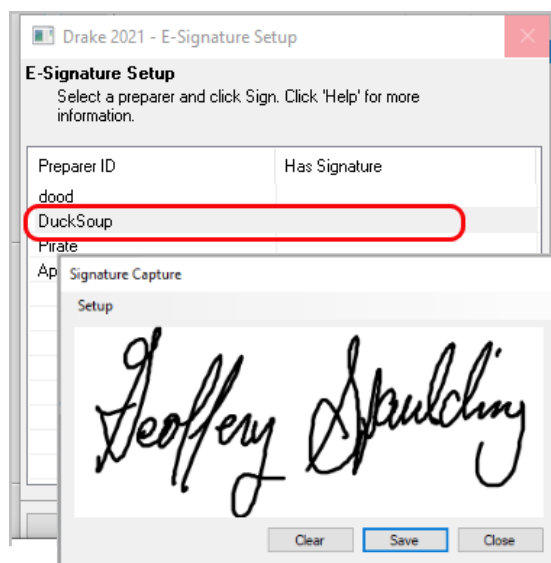 Drake 2021 - E-Signature Setup
E-Signature Setup
Select a preparer and click Sign. Click 'Help' for more
information.
Preparer ID Has Signature
dood
DuckSoup
Pirate
Ap
Signature Capture
Setup
Geoffery Spaulding
Clear Save Close